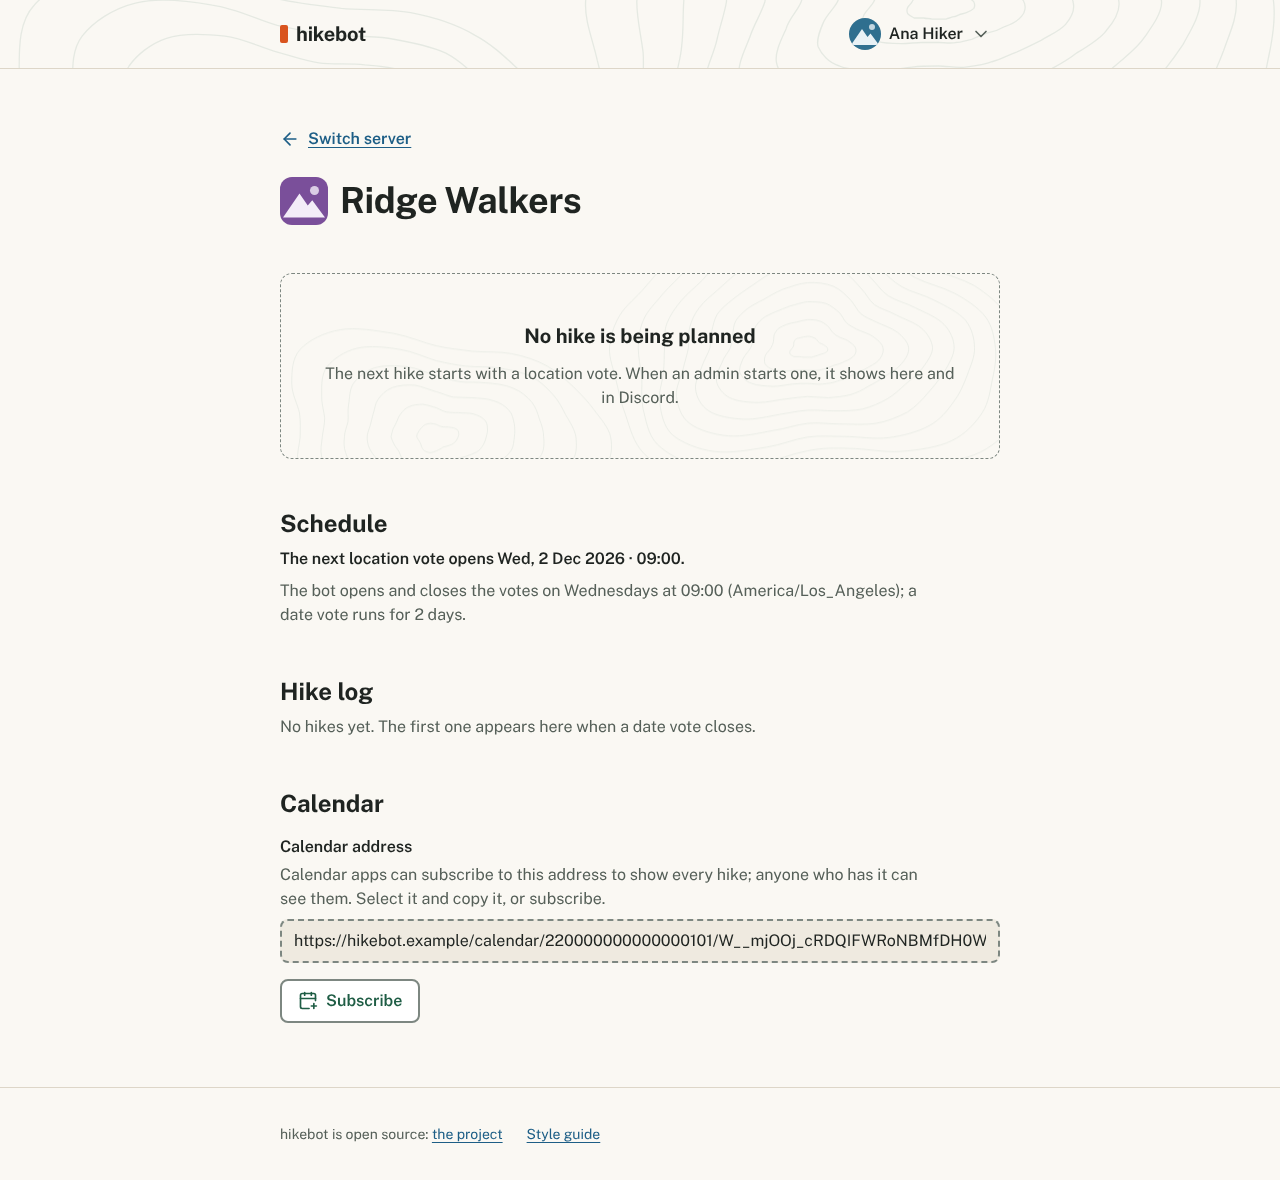 hikebot
Ana Hiker
Switch server
Ridge Walkers
No hike is being planned
The next hike starts with a location vote. When an admin starts one, it shows here and
in Discord.
Schedule
The next location vote opens Wed, 2 Dec 2026 · 09:00.
The bot opens and closes the votes on Wednesdays at 09:00 (America/Los_Angeles); a
date vote runs for 2 days.
Hike log
No hikes yet. The first one appears here when a date vote closes.
Calendar
Calendar address
Calendar apps can subscribe to this address to show every hike; anyone who has it can
see them. Select it and copy it, or subscribe.
https://hikebot.example/calendar/220000000000000101/W__mjOOj_cRDQIFWRoNBMfDH0W
Subscribe
hikebot is open source: the project
Style guide